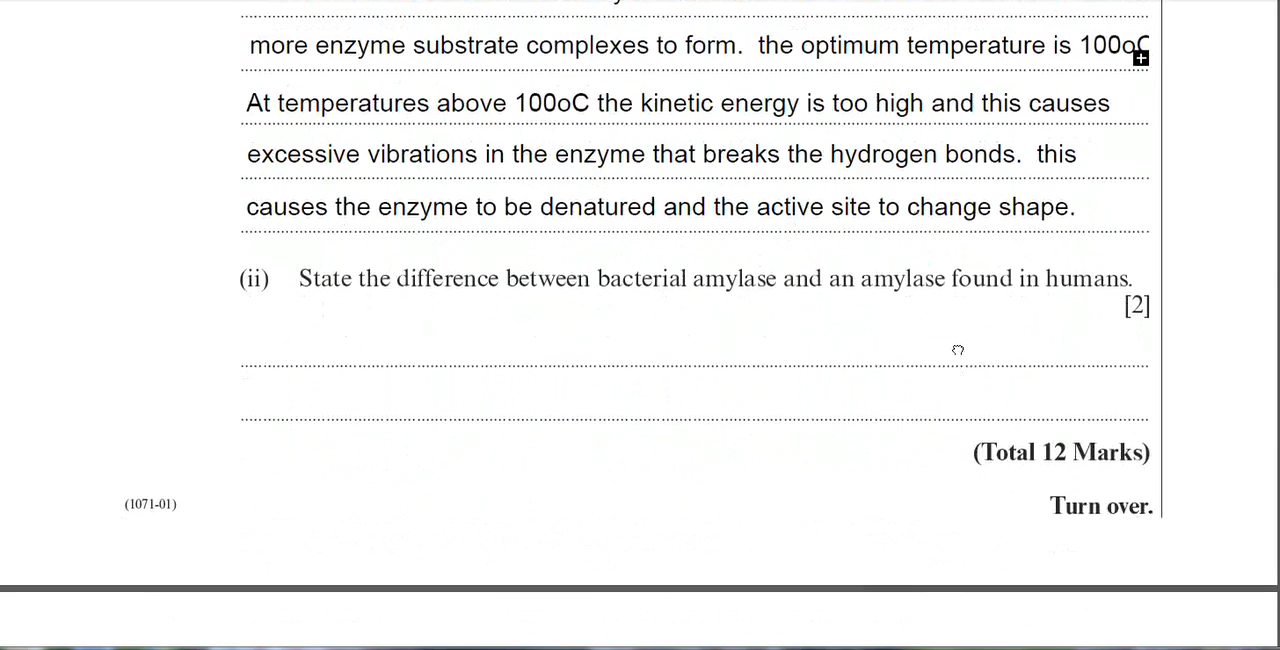 more enzyme substrate complexes to form. the optimum temperature is 100oC
At temperatures above 100oC the kinetic energy is too high and this causes
excessive vibrations in the enzyme that breaks the hydrogen bonds. this
causes the enzyme to be denatured and the active site to change shape.
(ii) State the difference between bacterial amylase and an amylase found in humans.
[2]
(Total 12 Marks)
(1071-01)
Turn over.